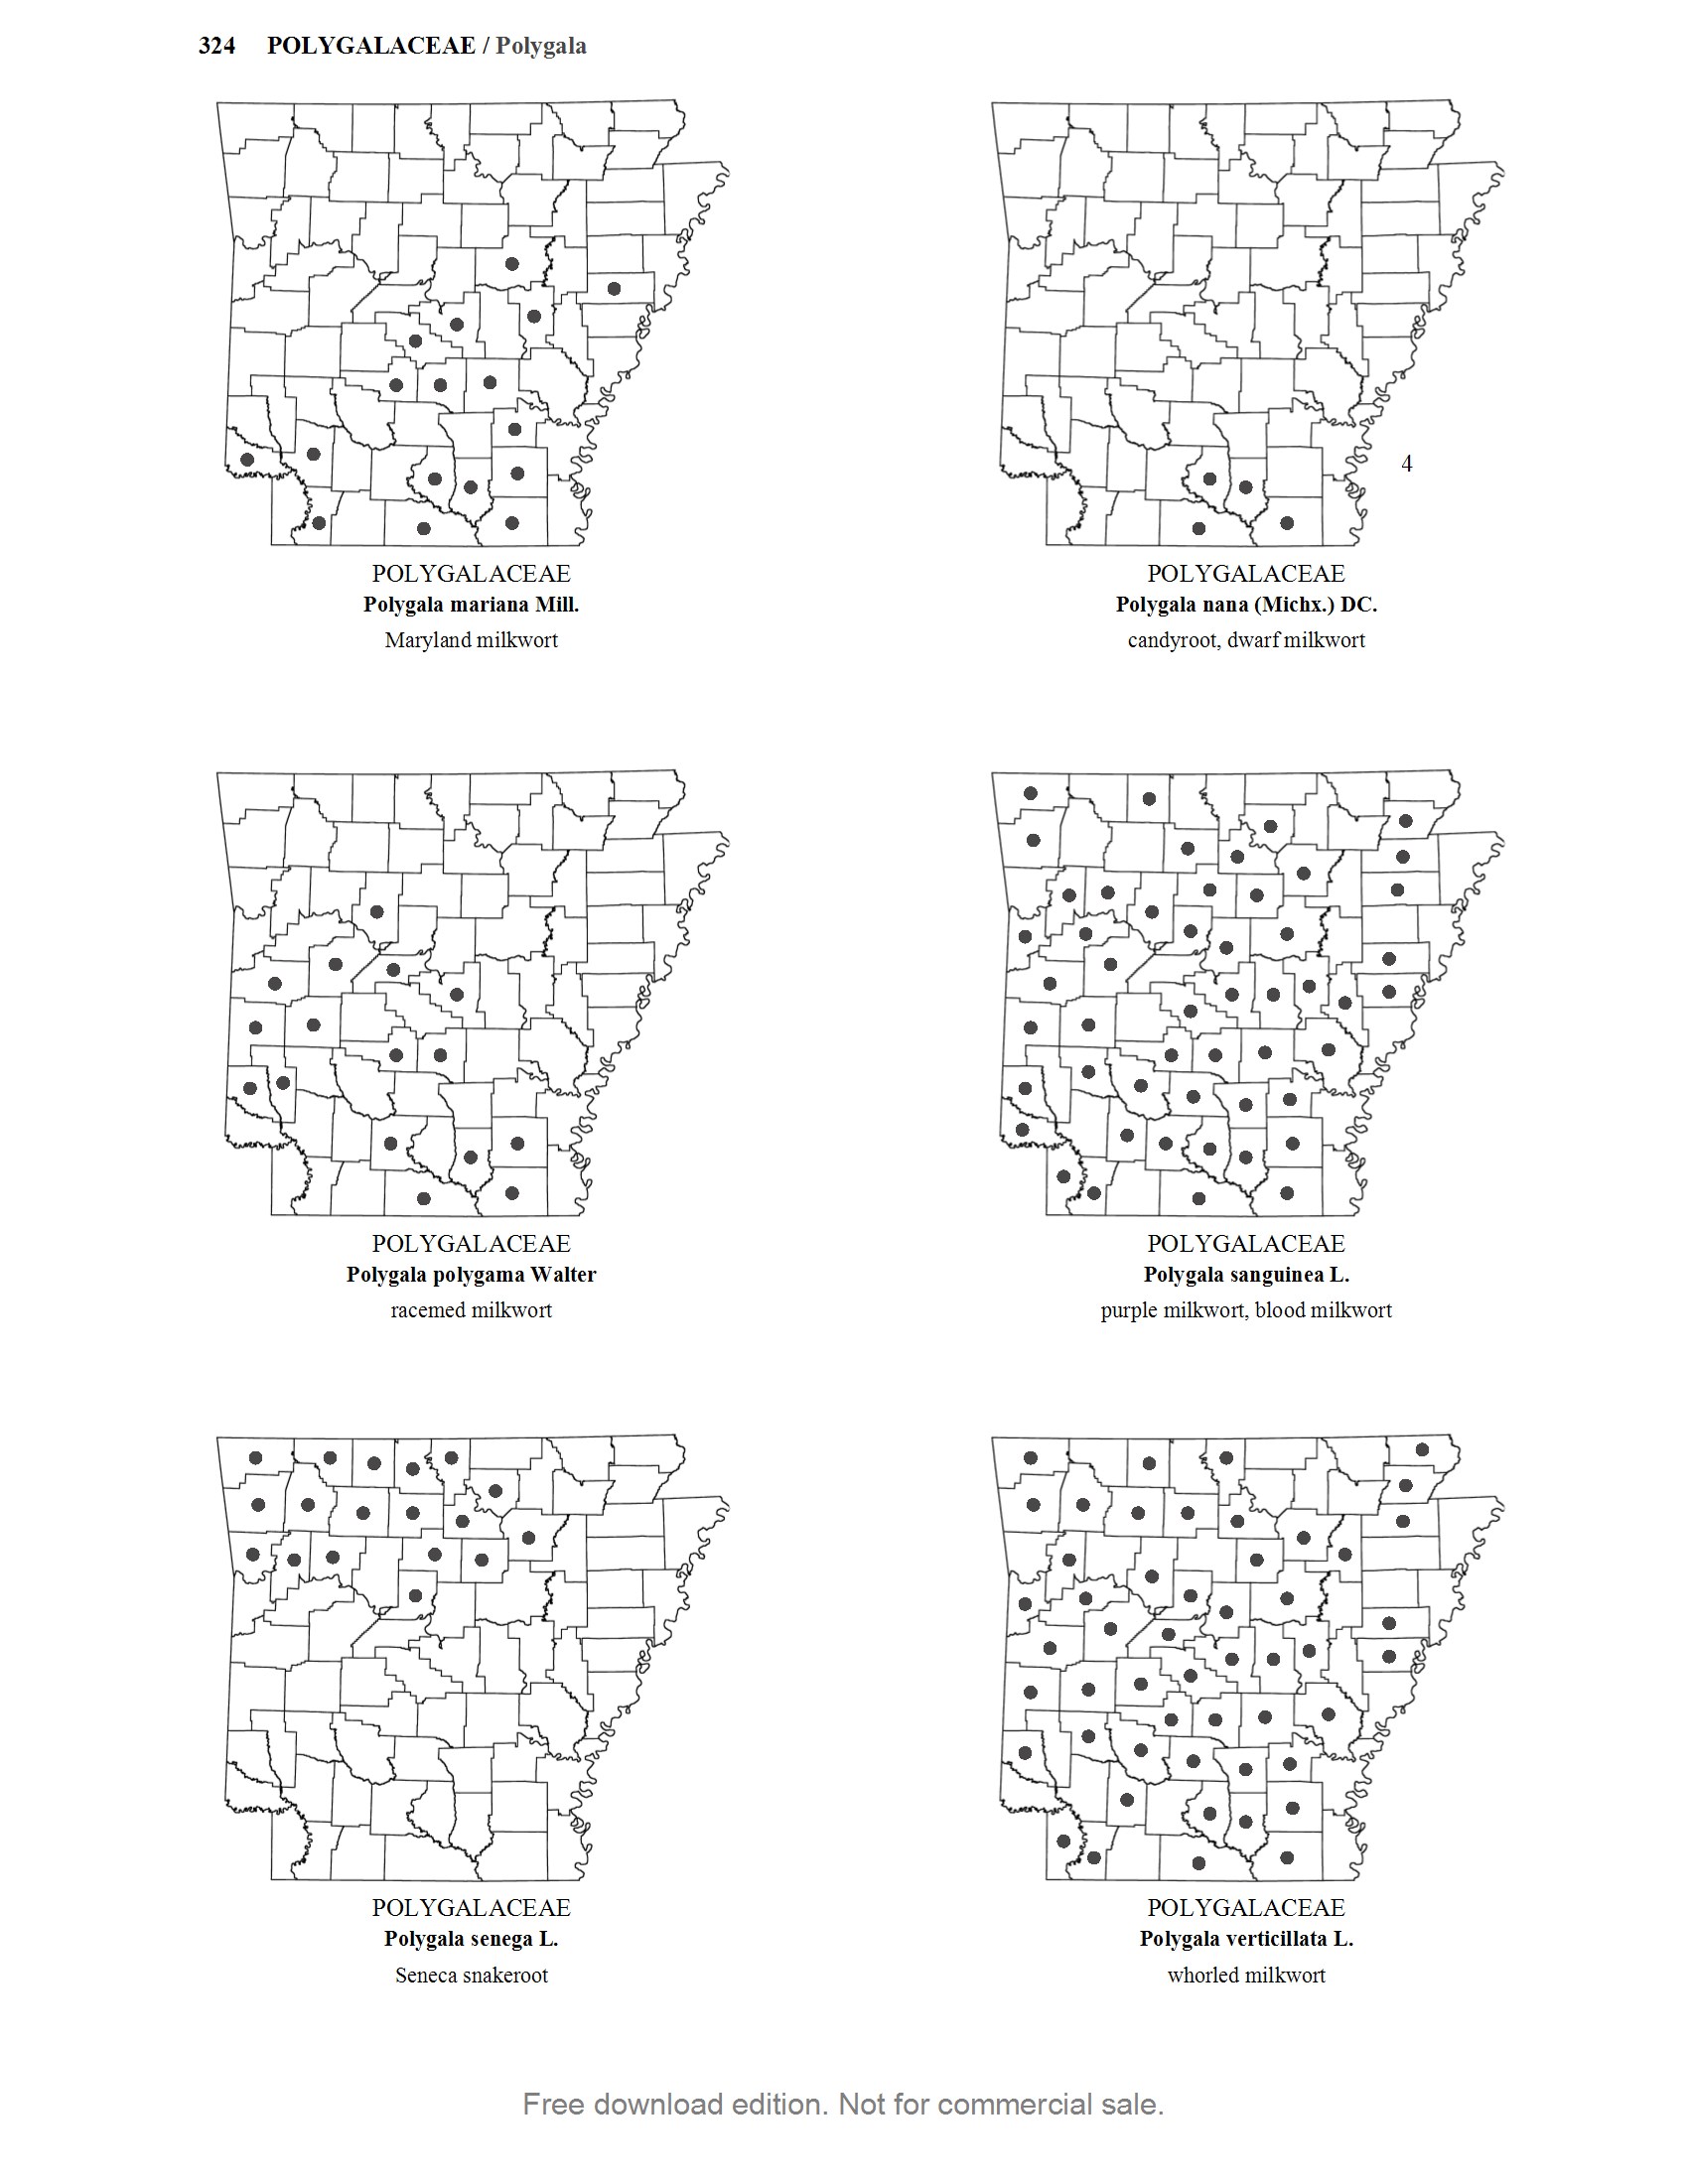 324 POLYGALACEAE / Polygala
POLYGALACEAE
Polygala mariana Mill.
Maryland milkwort
4
POLYGALACEAE
Polygala nana (Michx.) DC.
candyroot, dwarf milkwort
POLYGALACEAE
Polygala polygama Walter
racemed milkwort
POLYGALACEAE
Polygala sanguinea L.
purple milkwort, blood milkwort
POLYGALACEAE
Polygala senega L.
Seneca snakeroot
POLYGALACEAE
Polygala verticillata L.
whorled milkwort
Free download edition. Not for commercial sale.